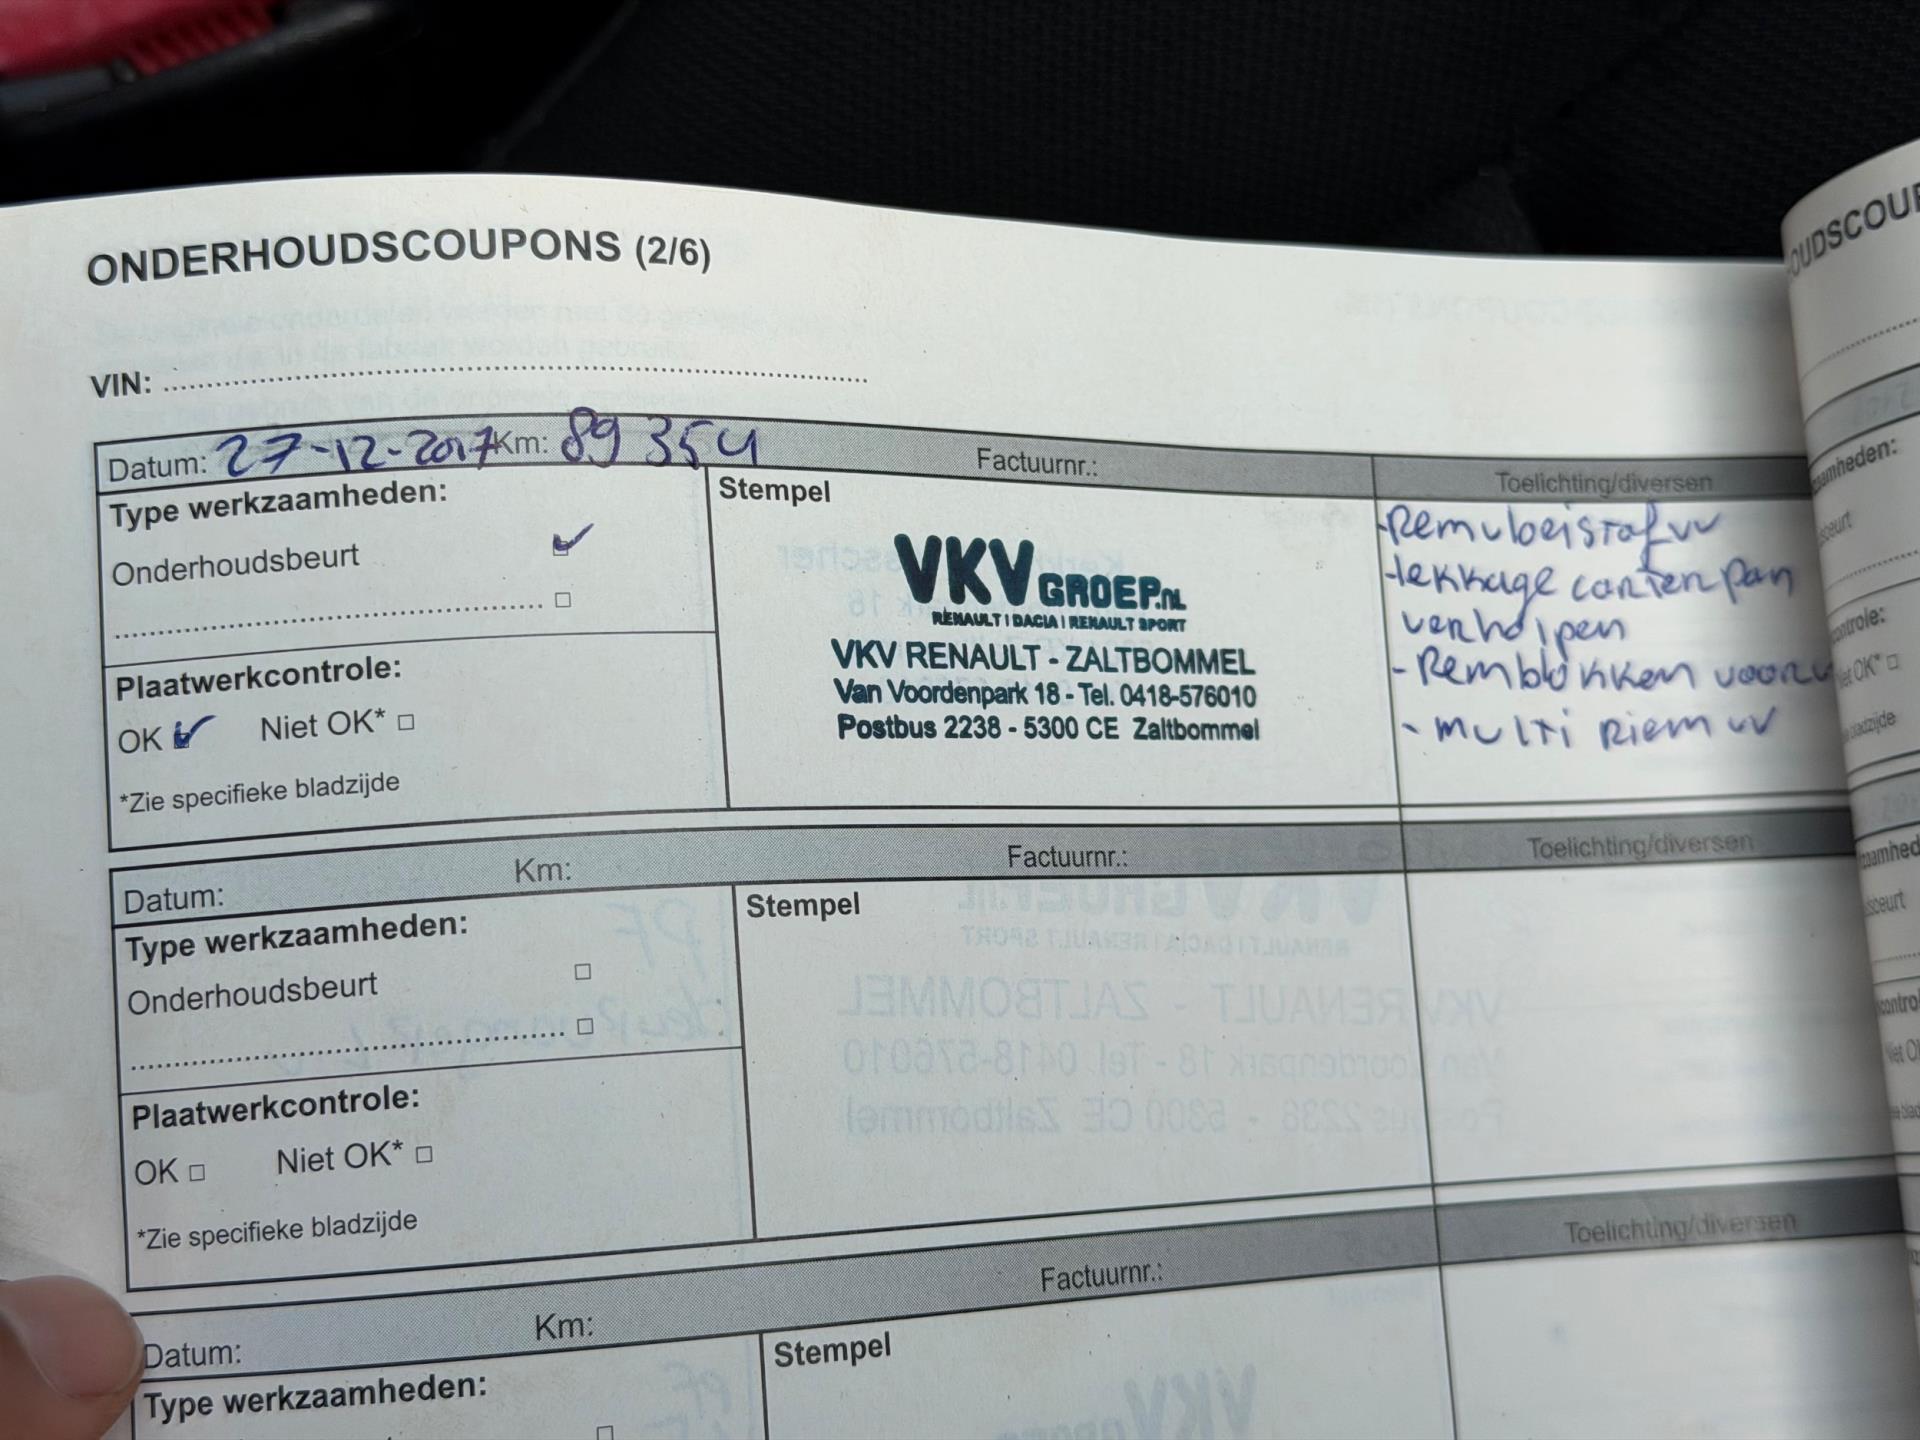 ONDERHOUDSCOUPONS (2/6)
VIN:
Datum: 27-12-2017 Km: 89 354 Factuurnr.: Toelichting/diversen
Type werkzaamheden:
Onderhoudsbeurt
Plaatwerkcontrole:
OK Niet OK*
*Zie specifieke bladzijde
Stempel
VKV GROEP.NL
RENAULT | DACIA | RENAULT SPORT
VKV RENAULT - ZALTBOMMEL
Van Voordenpark 18 - Tel. 0418-576010
Postbus 2238 - 5300 CE Zaltbommel
-Remvloeistof vv
-lekkage carterpan
verholpen
- Remblokken voor
- multi riem vv
Datum: Km: Factuurnr.: Toelichting/diversen
Type werkzaamheden:
Onderhoudsbeurt
Plaatwerkcontrole:
OK Niet OK*
*Zie specifieke bladzijde
Stempel
Datum: Km: Factuurnr.: Toelichting/diversen
Type werkzaamheden:
Stempel